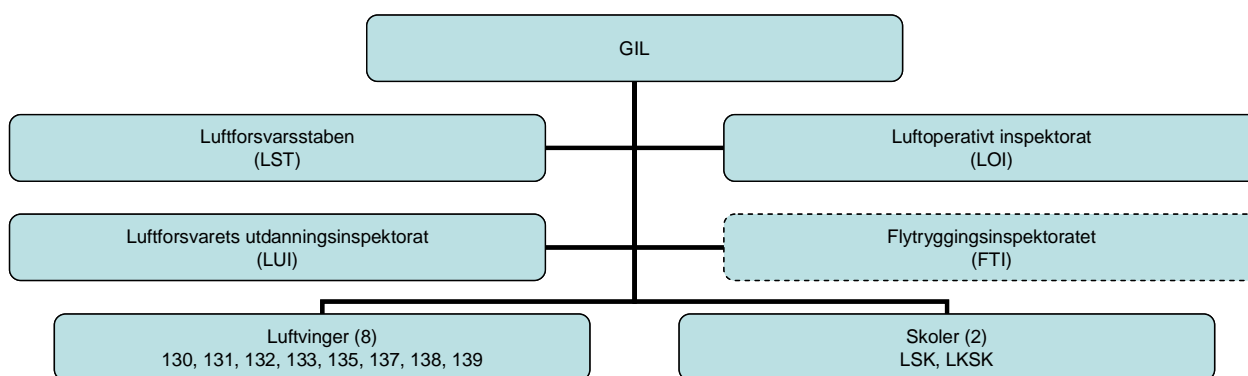 GIL
Luftforsvarsstaben
(LST)
Luftoperativt inspektorat
(LOI)
Luftforsvarets utdanningsinspektorat
(LUI)
Flytryggingsinspektoratet
(FTI)
Luftvinger (8)
130, 131, 132, 133, 135, 137, 138, 139
Skoler (2)
LSK, LKSK